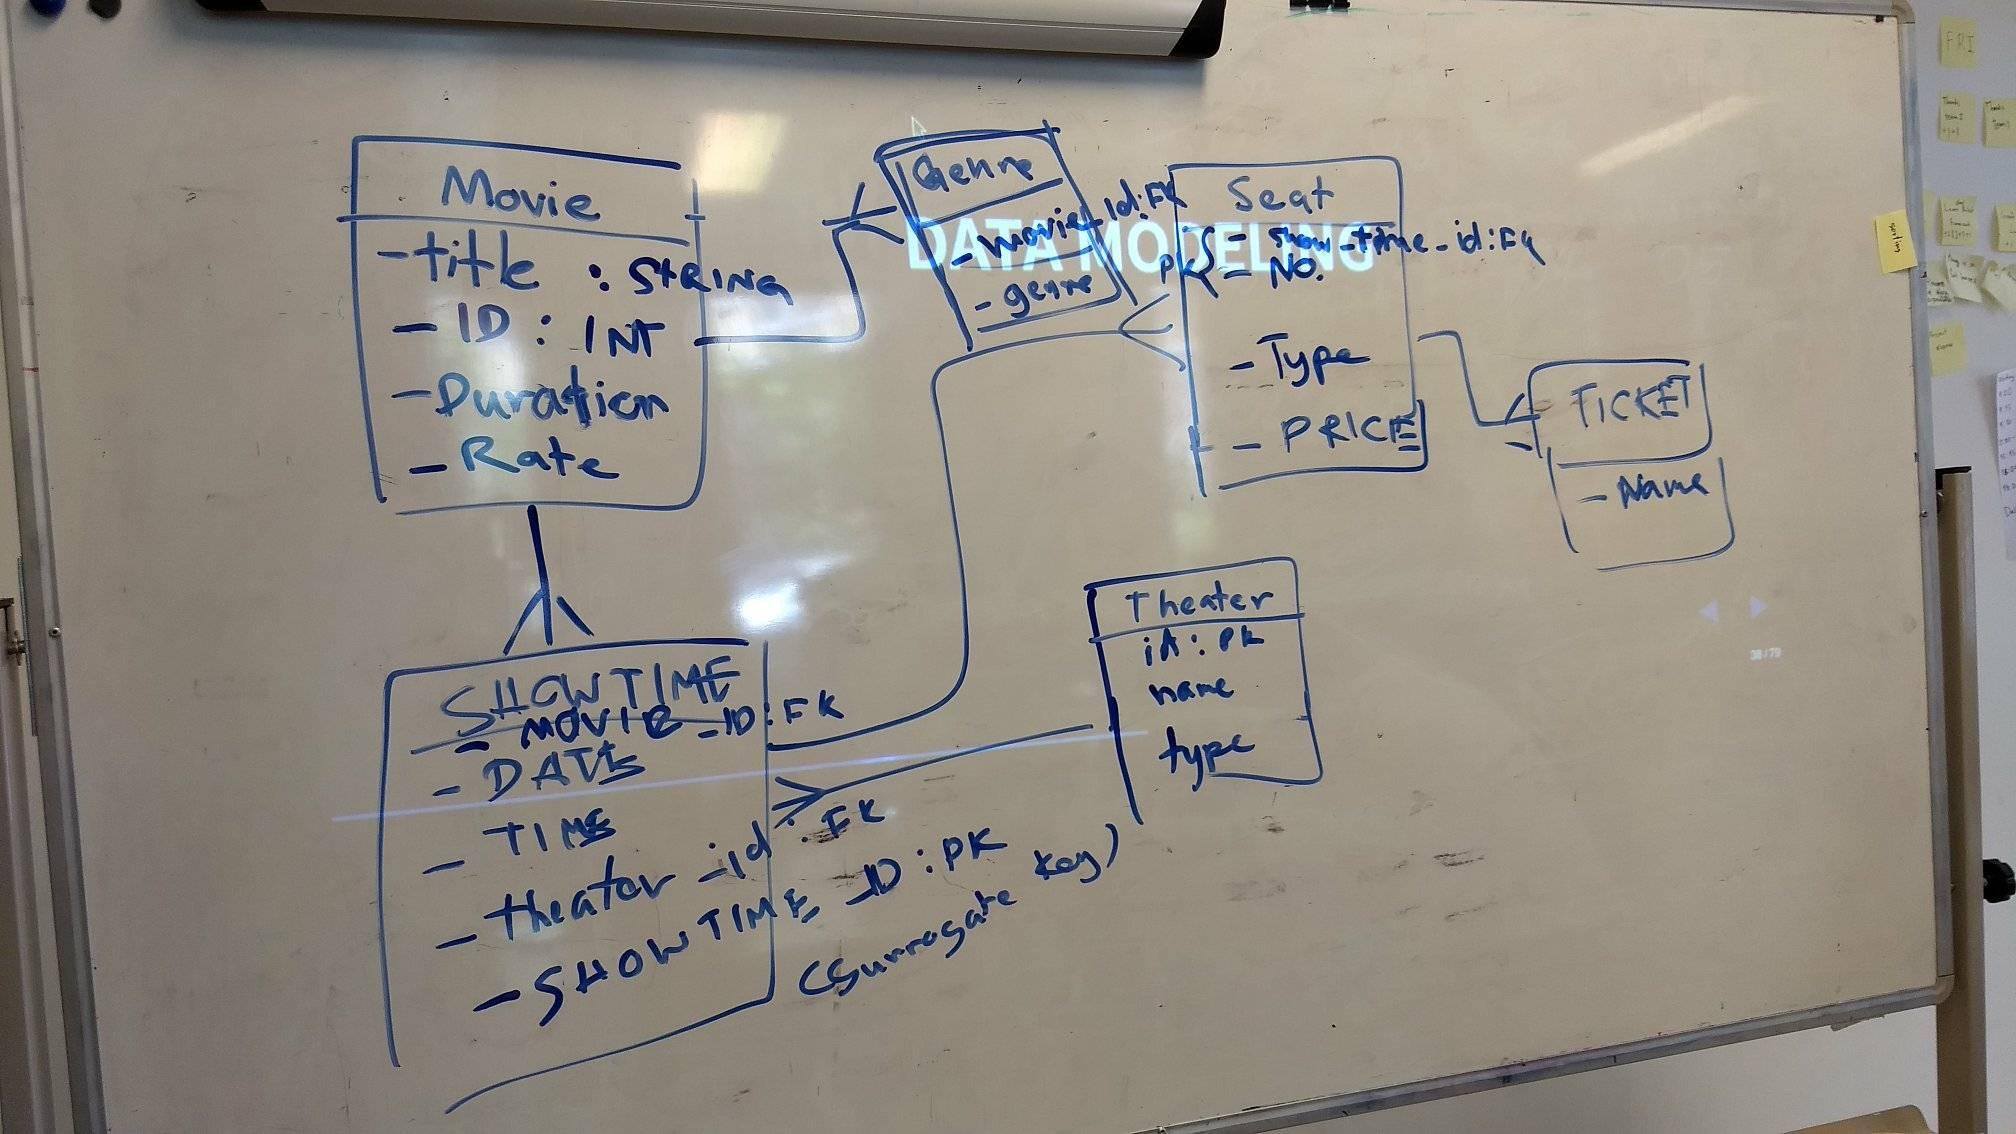 Movie
- title : STRING
- ID : INT
- Duration
- Rate
Genre
- movie_Id:FK
- genre
DATA MODELING
Seat
- show_time_id:FK
PK{ - No.
- Type
- PRICE
TICKET
- Name
Theater
id : PK
name
type
SHOWTIME
- MOVIE_ID:FK
- DATE
- TIME
- theater_id : FK
- SHOWTIME_ID:PK
(Surrogate key)
38 / 79
FRI